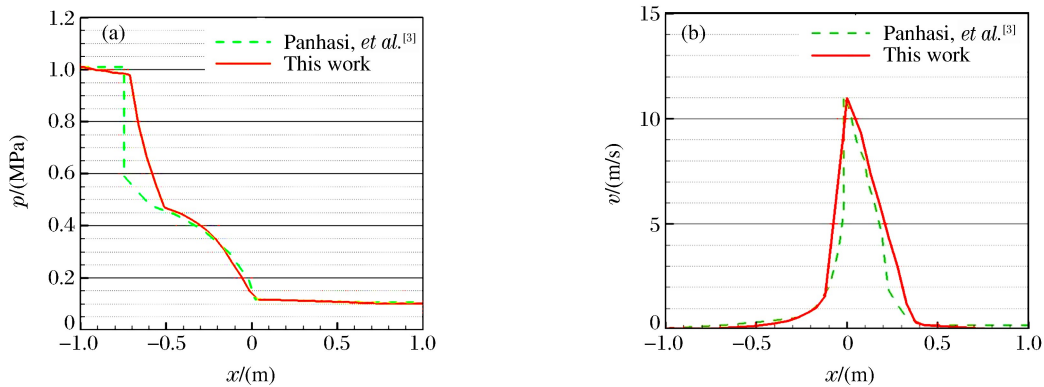 (a)
Panhasi, et al.[3]
This work
1.2
1.0
0.8
0.6
0.4
0.2
0
p/(MPa)
−1.0 −0.5 0 0.5 1.0
x/(m)
(b)
Panhasi, et al.[3]
This work
15
10
5
0
v/(m/s)
−1.0 −0.5 0 0.5 1.0
x/(m)